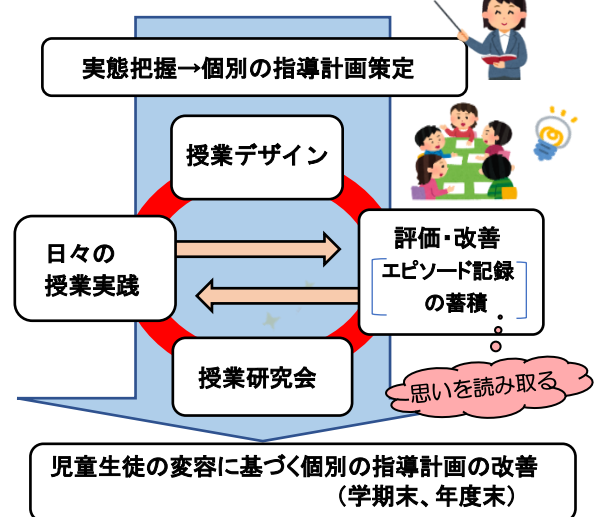 実態把握→個別の指導計画策定
授業デザイン
日々の
授業実践
評価・改善
エピソード記録
の蓄積
授業研究会
思いを読み取る
児童生徒の変容に基づく個別の指導計画の改善
（学期末、年度末）